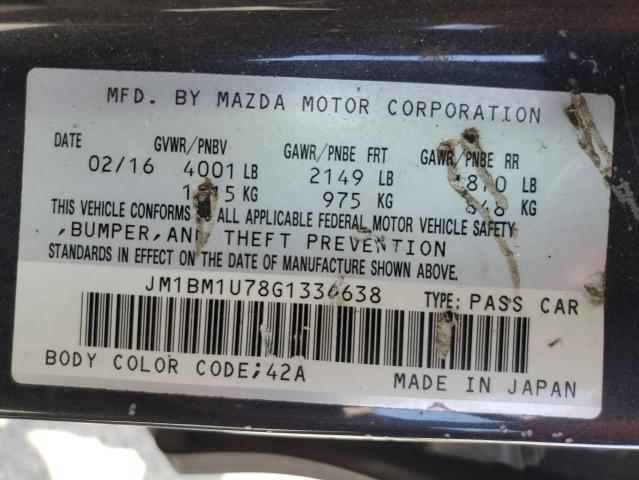 MFD. BY MAZDA MOTOR CORPORATION
DATE GVWR/PNBV GAWR/PNBE FRT GAWR/PNBE RR
02/16 4001 LB 2149 LB LB
KG 975 KG KG
THIS VEHICLE CONFORMS TO ALL APPLICABLE FEDERAL MOTOR VEHICLE SAFETY
,BUMPER,AND THEFT PREVENTION
STANDARDS IN EFFECT ON THE DATE OF MANUFACTURE SHOWN ABOVE.
JM1BM1U78G1334638 TYPE: PASS CAR
BODY COLOR CODE;42A MADE IN JAPAN